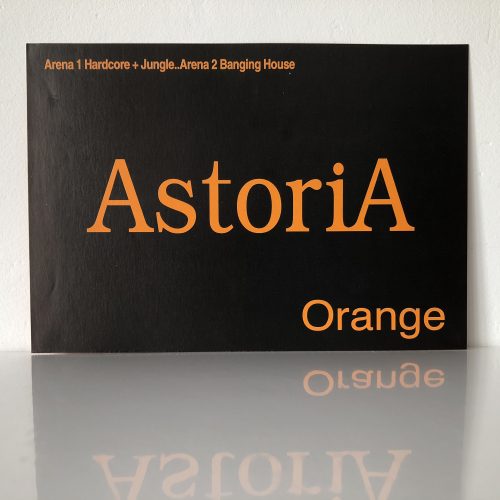 Arena 1 Hardcore + Jungle..Arena 2 Banging House
AstoriA
Orange